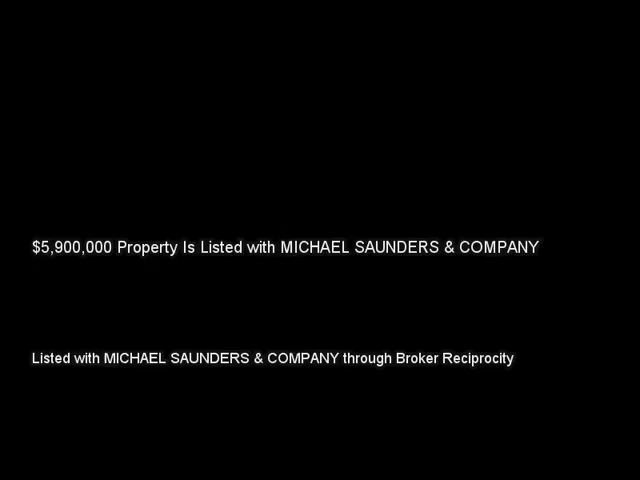 $5,900,000 Property Is Listed with MICHAEL SAUNDERS & COMPANY
Listed with MICHAEL SAUNDERS & COMPANY through Broker Reciprocity